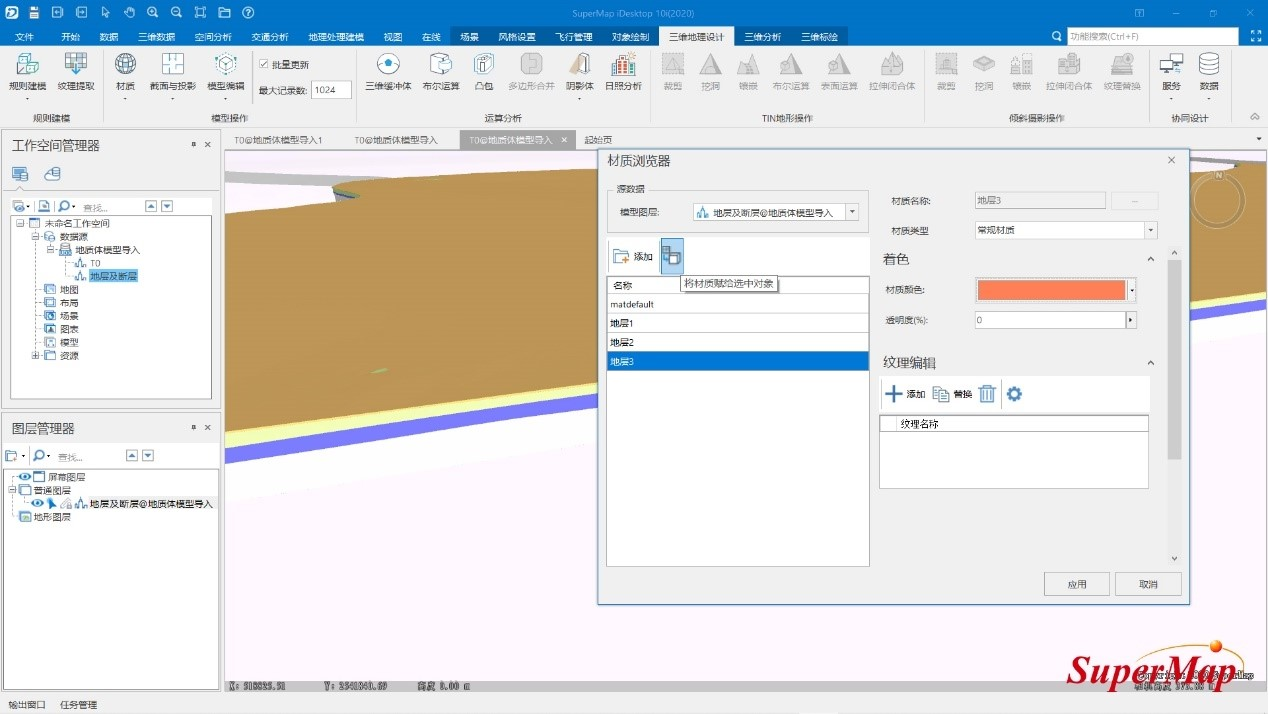 SuperMap iDesktop 10i(2020)
文件 开始 数据 三维数据 空间分析 交通分析 地理处理建模 视图 在线 场景 风格设置 飞行管理 对象绘制 三维地理设计 三维分析 三维标绘
功能搜索(Ctrl+F)
规则建模 纹理提取 材质 截面与投影 模型编辑
批量更新
最大记录数: 1024
三维缓冲体 布尔运算 凸包 多边形合并 阴影体 日照分析
裁剪 挖洞 镶嵌 布尔运算 表面运算 拉伸闭合体
裁剪 挖洞 镶嵌 拉伸闭合体 纹理替换
服务 数据
规则建模 模型操作 运算分析 TIN地形操作 倾斜摄影操作 协同设计
工作空间管理器
查找...
未命名工作空间
数据源
地质体模型导入
T0
地层及断层
地图
布局
场景
图表
模型
资源
图层管理器
查找...
屏幕图层
普通图层
地层及断层@地质体模型导入
地形图层
T0@地质体模型导入1 T0@地质体模型导入 T0@地质体模型导入 起始页
材质浏览器
源数据
模型图层: 地层及断层@地质体模型导入
添加
将材质赋给选中对象
名称
matdefault
地层1
地层2
地层3
材质名称: 地层3 ...
材质类型 常规材质
着色
材质颜色:
透明度(%): 0
纹理编辑
添加 替换
纹理名称
应用 取消
N
SuperMap
输出窗口 任务管理